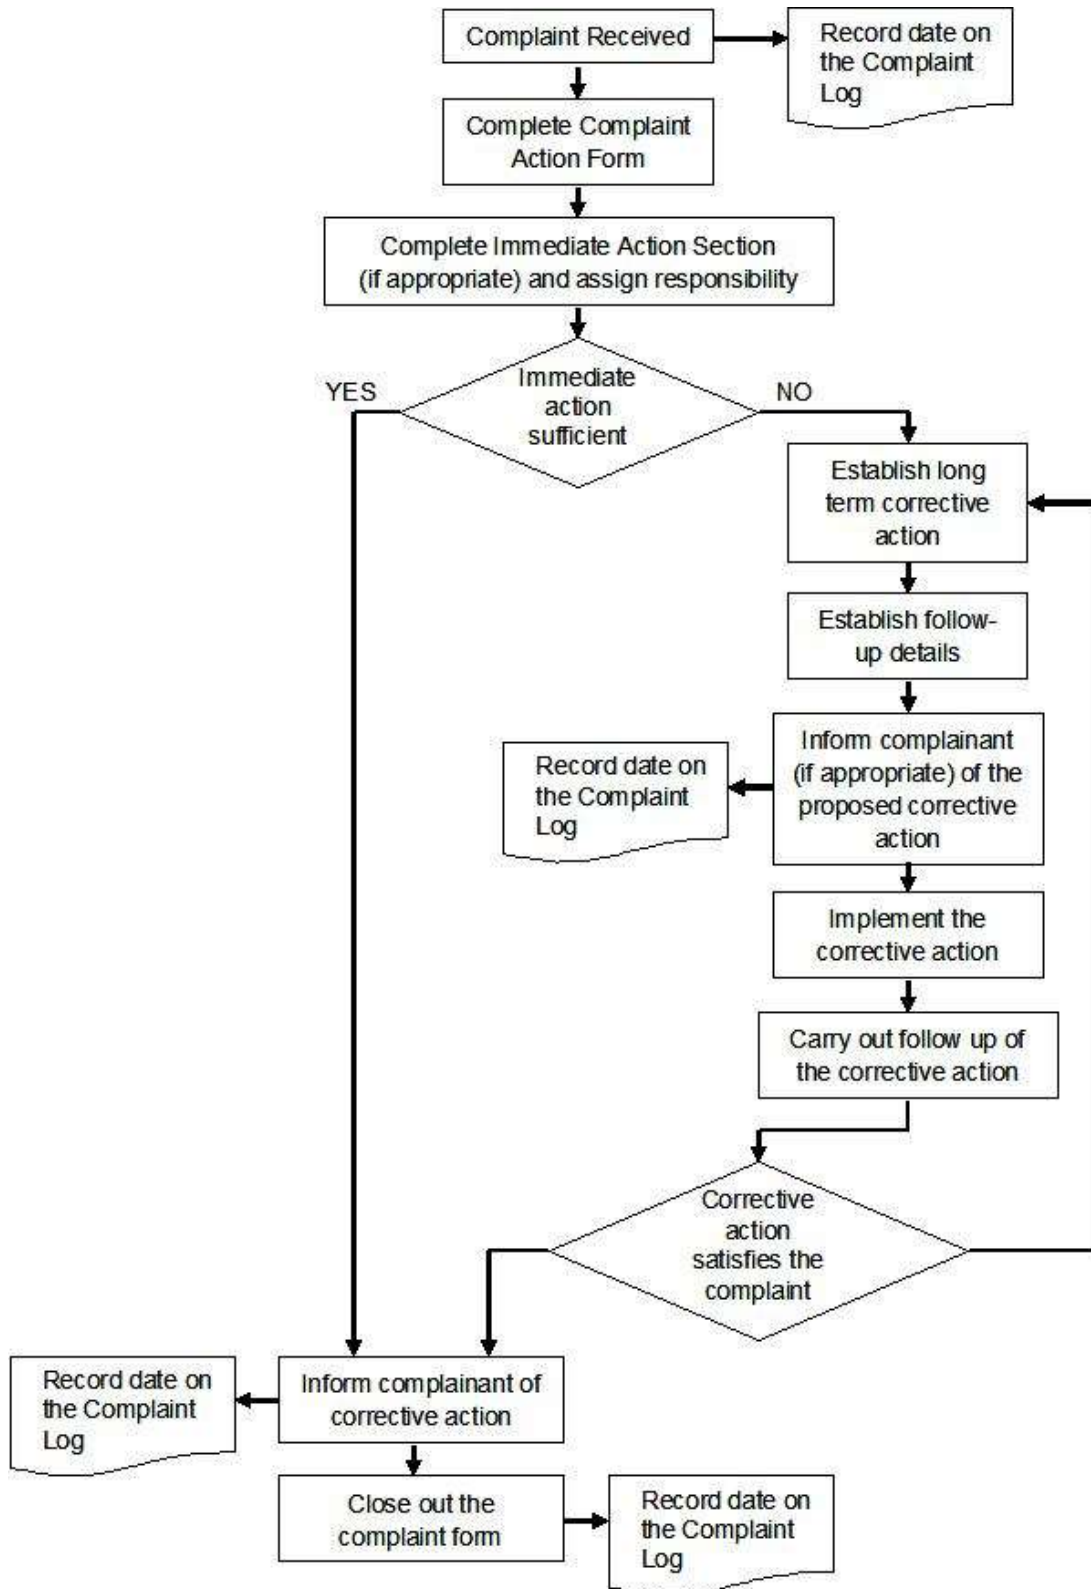 Complaint Received
Record date on
the Complaint
Log
Complete Complaint
Action Form
Complete Immediate Action Section
(if appropriate) and assign responsibility
YES
Immediate
action
sufficient
NO
Establish long
term corrective
action
Establish follow-
up details
Inform complainant
(if appropriate) of the
proposed corrective
action
Record date on
the Complaint
Log
Implement the
corrective action
Carry out follow up of
the corrective action
Corrective
action
satisfies the
complaint
Inform complainant of
corrective action
Record date on
the Complaint
Log
Close out the
complaint form
Record date on
the Complaint
Log